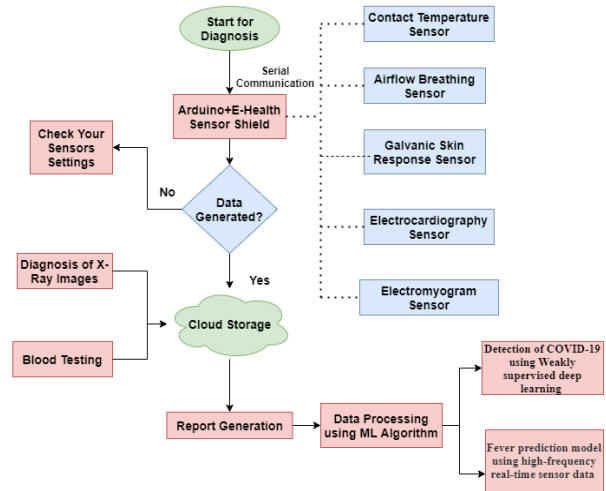 Start for
Diagnosis
Contact Temperature
Sensor
Serial
Communication
Airflow Breathing
Sensor
Arduino+E-Health
Sensor Shield
Check Your
Sensors
Settings
Galvanic Skin
Response Sensor
No
Data
Generated?
Electrocardiography
Sensor
Diagnosis of X-
Ray Images
Yes
Electromyogram
Sensor
Cloud Storage
Blood Testing
Detection of COVID-19
using Weakly
supervised deep
learning
Report Generation
Data Processing
using ML Algorithm
Fever prediction model
using high-frequency
real-time sensor data